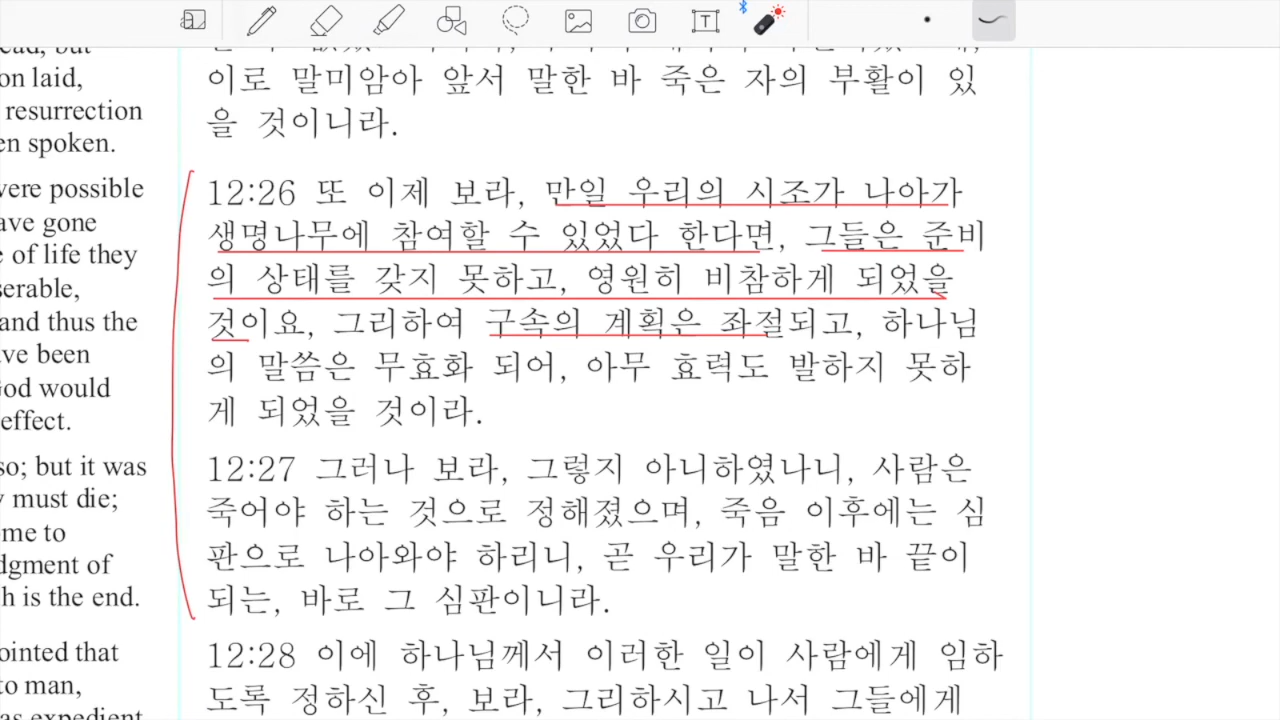 ead, but
on laid,
resurrection
en spoken.
were possible
ave gone
e of life they
serable,
and thus the
ve been
God would
effect.
so; but it was
y must die;
me to
dgment of
h is the end.
ointed that
to man,
as expedient
이로 말미암아 앞서 말한 바 죽은 자의 부활이 있
을 것이니라.
12:26 또 이제 보라, 만일 우리의 시조가 나아가
생명나무에 참여할 수 있었다 한다면, 그들은 준비
의 상태를 갖지 못하고, 영원히 비참하게 되었을
것이요, 그리하여 구속의 계획은 좌절되고, 하나님
의 말씀은 무효화 되어, 아무 효력도 발하지 못하
게 되었을 것이라.
12:27 그러나 보라, 그렇지 아니하였나니, 사람은
죽어야 하는 것으로 정해졌으며, 죽음 이후에는 심
판으로 나아와야 하리니, 곧 우리가 말한 바 끝이
되는, 바로 그 심판이니라.
12:28 이에 하나님께서 이러한 일이 사람에게 임하
도록 정하신 후, 보라, 그리하시고 나서 그들에게